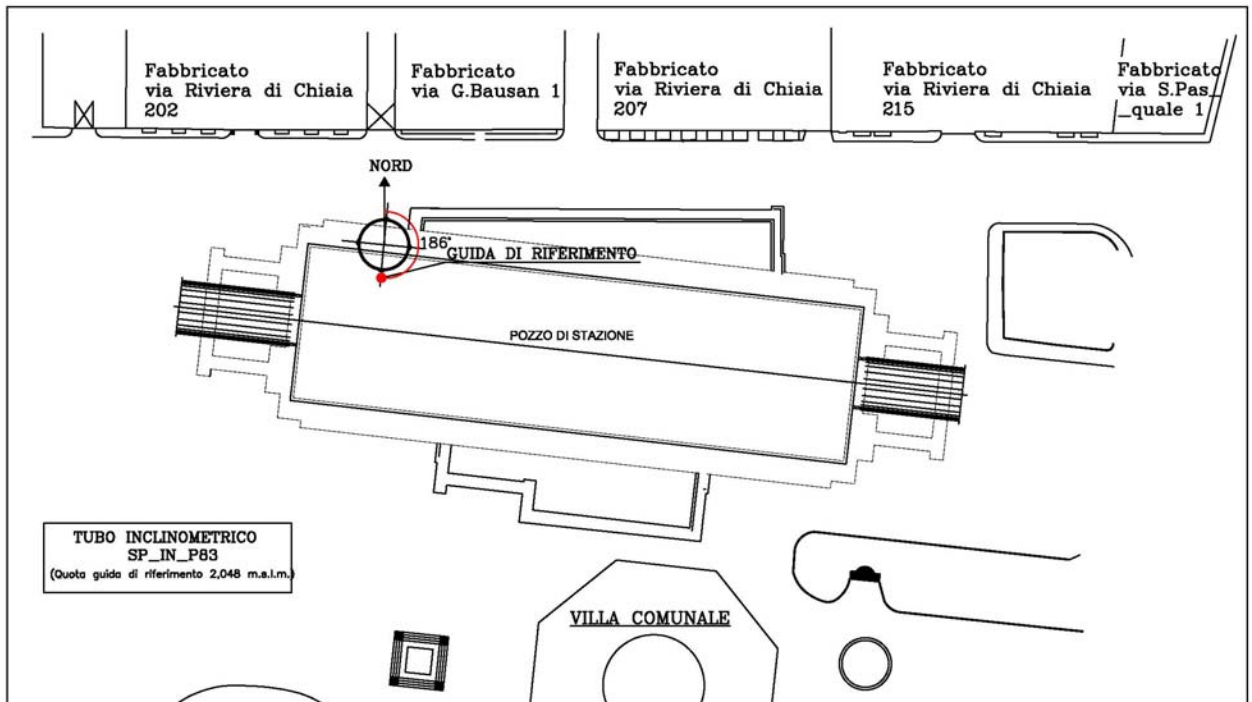 Fabbricato
via Riviera di Chiaia
202
Fabbricato
via G.Bausan 1
Fabbricato
via Riviera di Chiaia
207
Fabbricato
via Riviera di Chiaia
215
Fabbricato
via S.Pas_
_quale 1
NORD
186°
GUIDA DI RIFERIMENTO
POZZO DI STAZIONE
TUBO INCLINOMETRICO
SP_IN_P83
(Quota guida di riferimento 2,048 m.s.l.m.)
VILLA COMUNALE